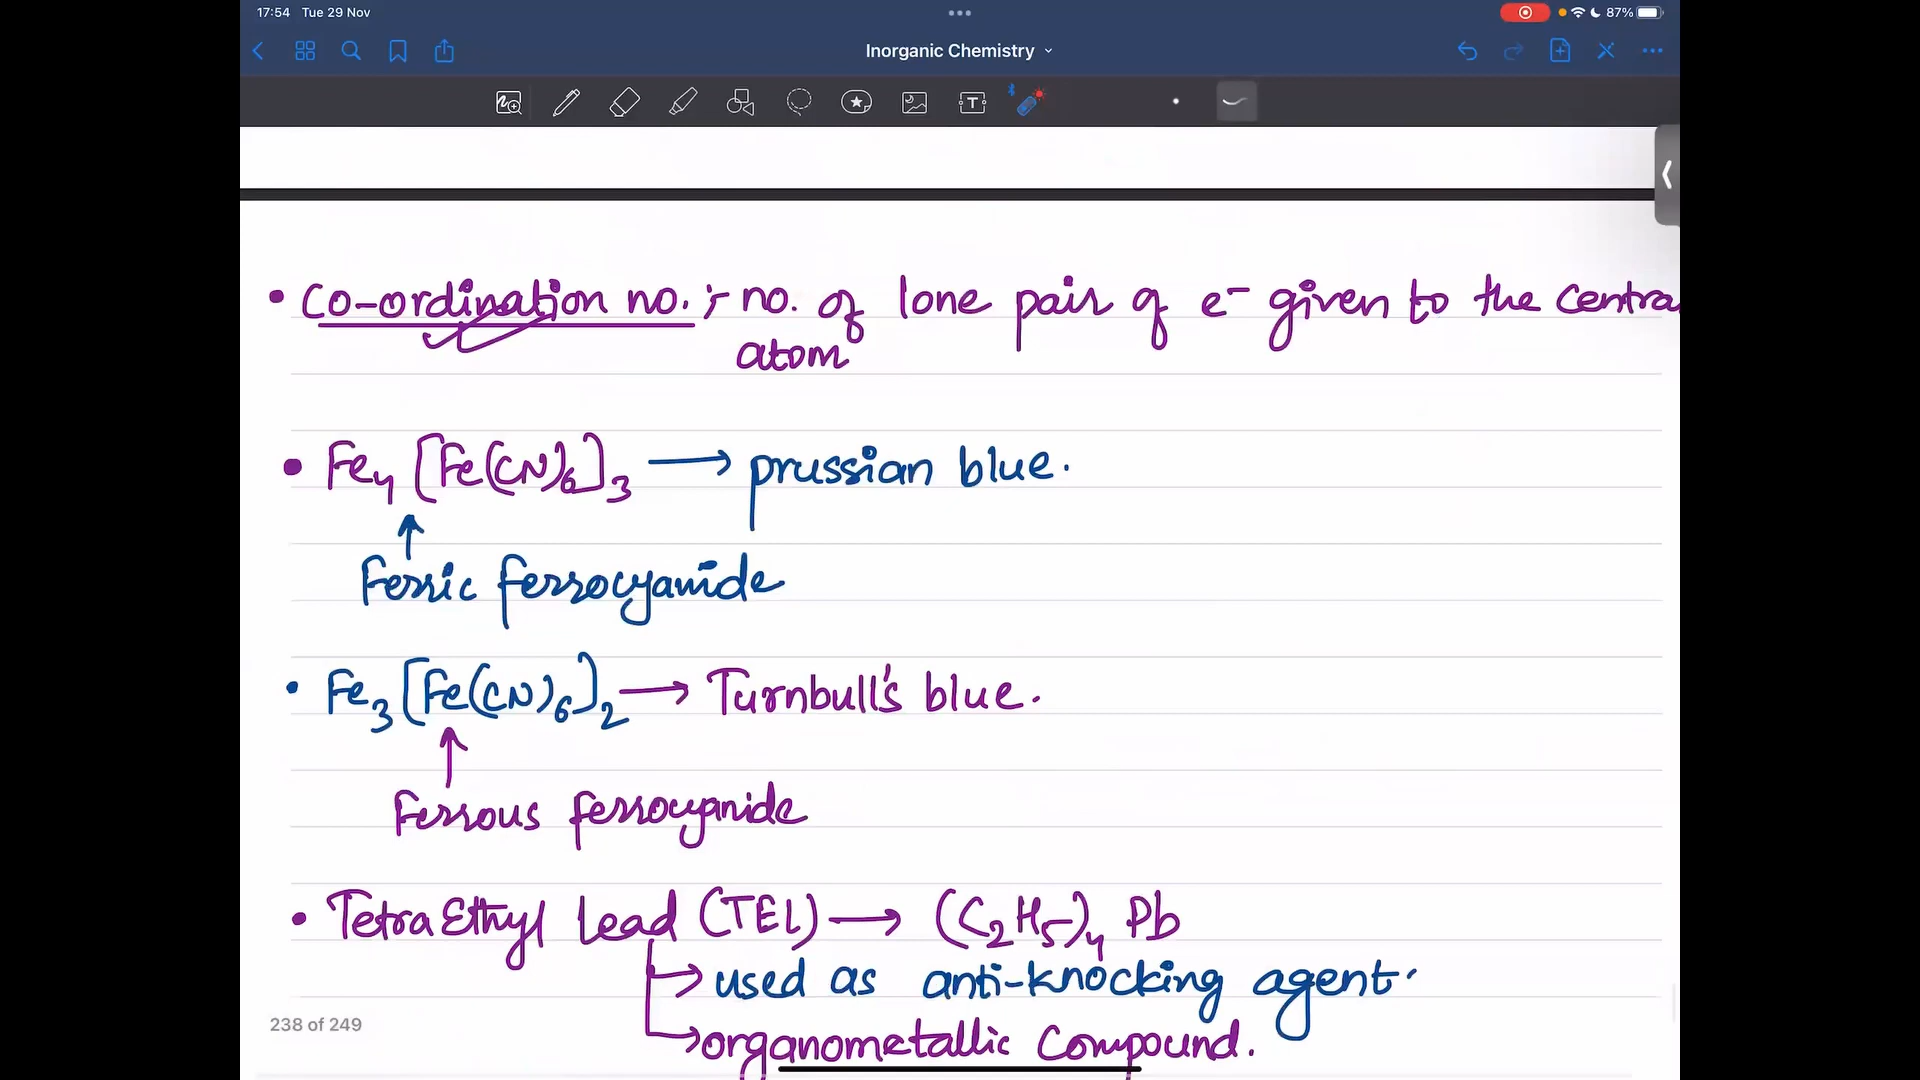 17:54 Tue 29 Nov
87%
Inorganic Chemistry
T
• Co-ordination no. :- no. of lone pair of e⁻ given to the centra
atom
• Fe₄ [Fe(CN)₆]₃ → prussian blue.
↑
Ferric ferrocyanide
• Fe₃ [Fe(CN)₆]₂ → Turnbull's blue.
↑
Ferrous ferrocyanide
• Tetra Ethyl lead (TEL) → (C₂H₅)₄ Pb
→ used as anti-knocking agent.
→ organometallic compound.
238 of 249